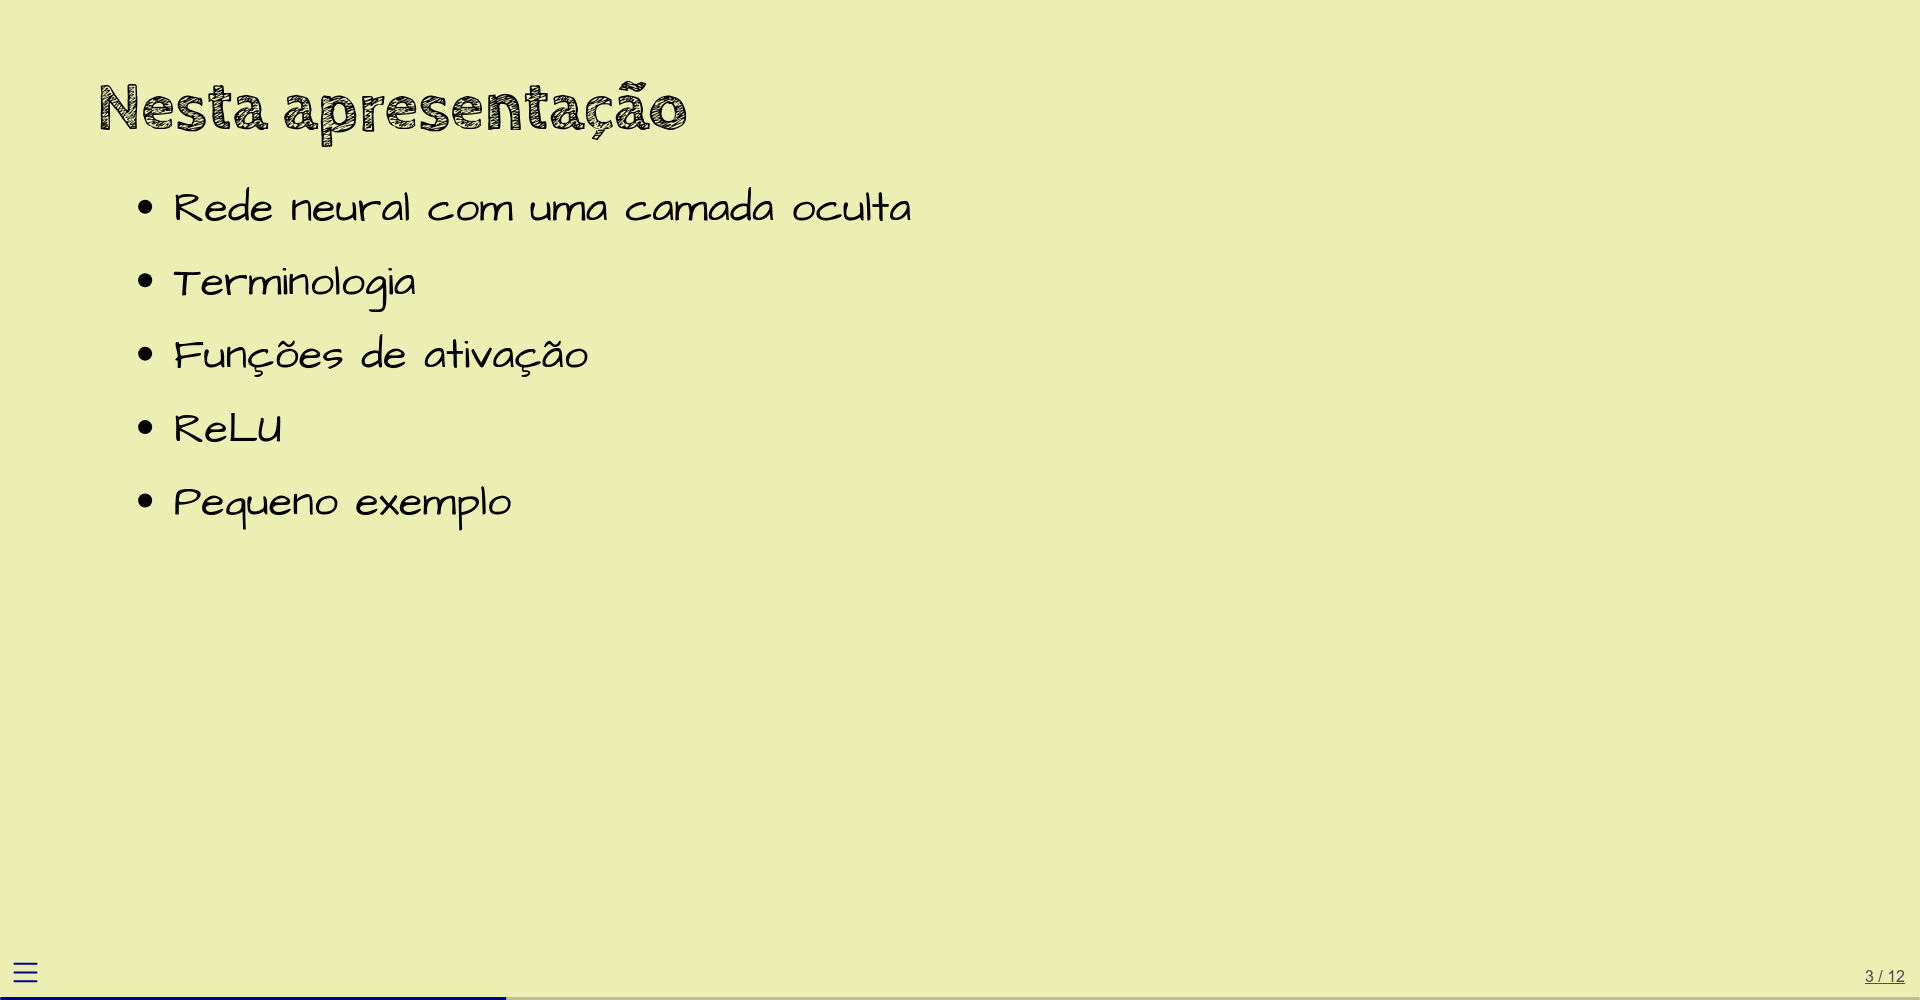 Nesta apresentação
Rede neural com uma camada oculta
Terminologia
Funções de ativação
ReLU
Pequeno exemplo
3 / 12